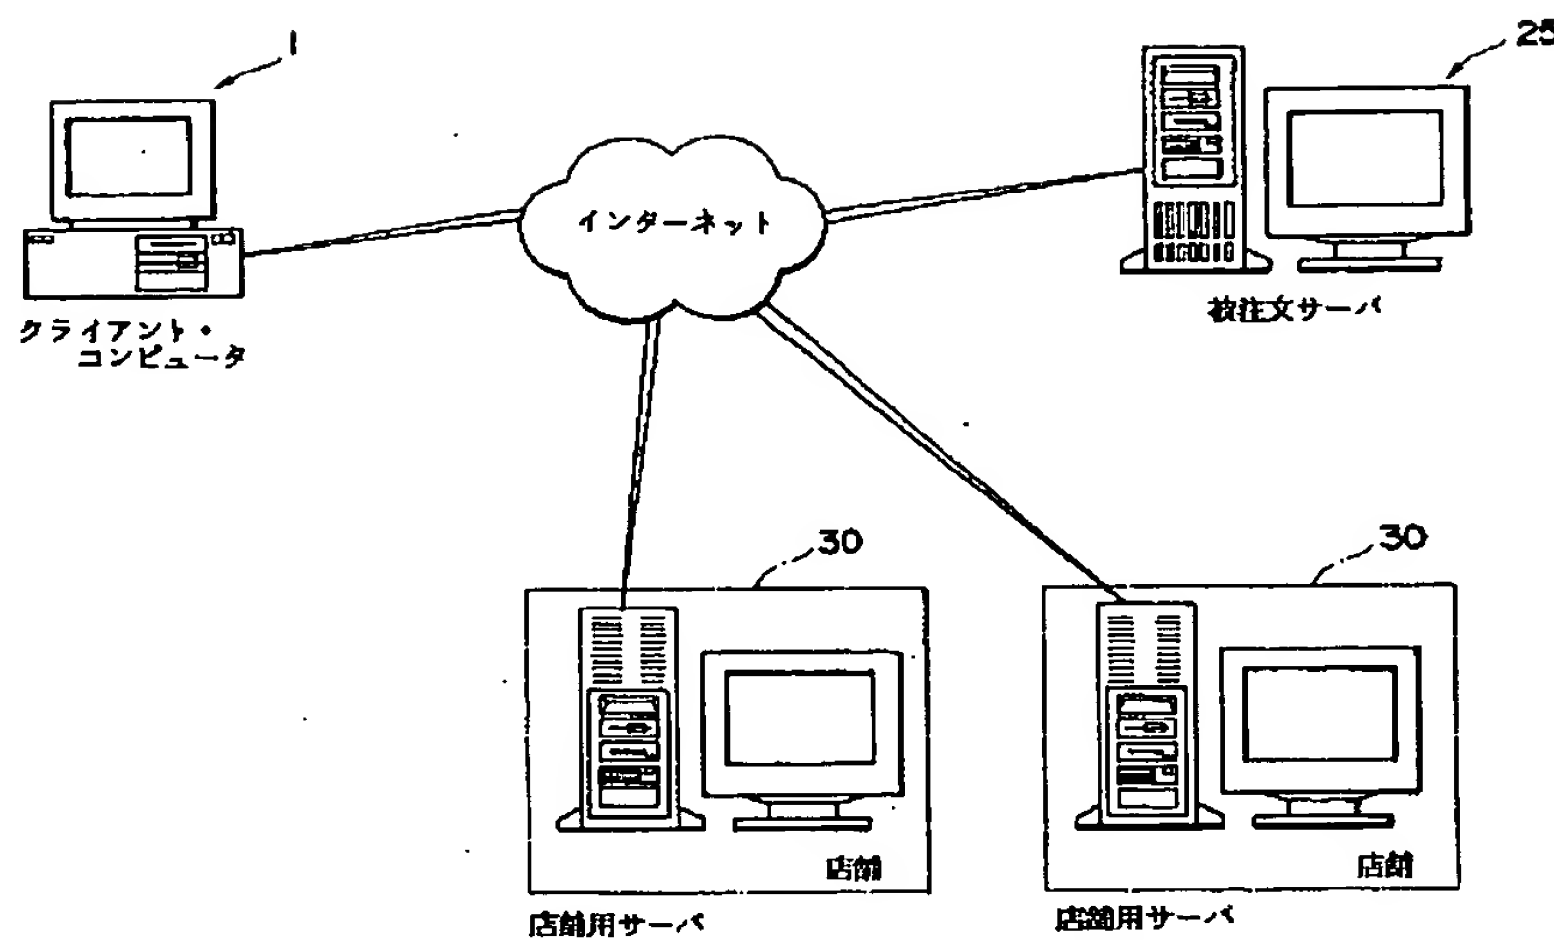 1
25
インターネット
クライアント・
コンピュータ
被注文サーバ
30
30
店舗
店舗
店舗用サーバ
店舗用サーバ